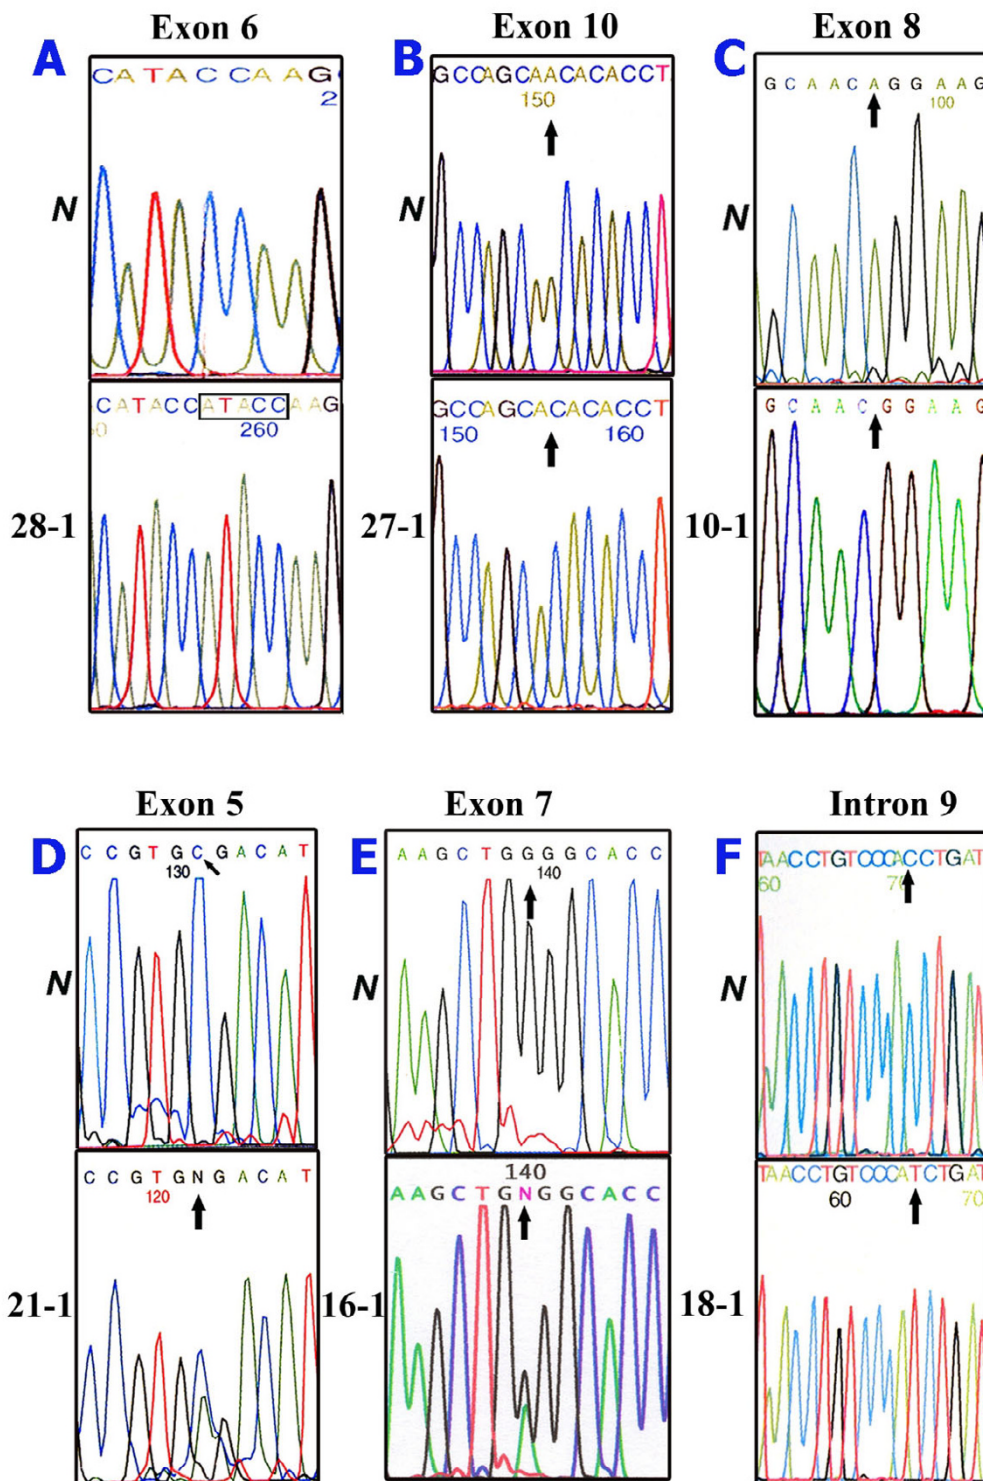 Exon 6
A
CATACCAAG
2
N
CATACCATACCAAG
260
28-1
Exon 10
B
GCCAGCAACACACCT
150
N
GCCAGCACACACCT
150 160
27-1
Exon 8
C
GCAACAGGAAG
100
N
GCAACGGAAG
10-1
Exon 5
D
CCGTGCGACAT
130
N
CCGTGNGACAT
120
21-1
Exon 7
E
AAGCTGGGGCACC
140
N
140
AAGCTGNGGCACC
16-1
Intron 9
F
TAACCTGTCCCACCTGAT
60 70
N
TAACCTGTCCCATCTGAT
60 70
18-1